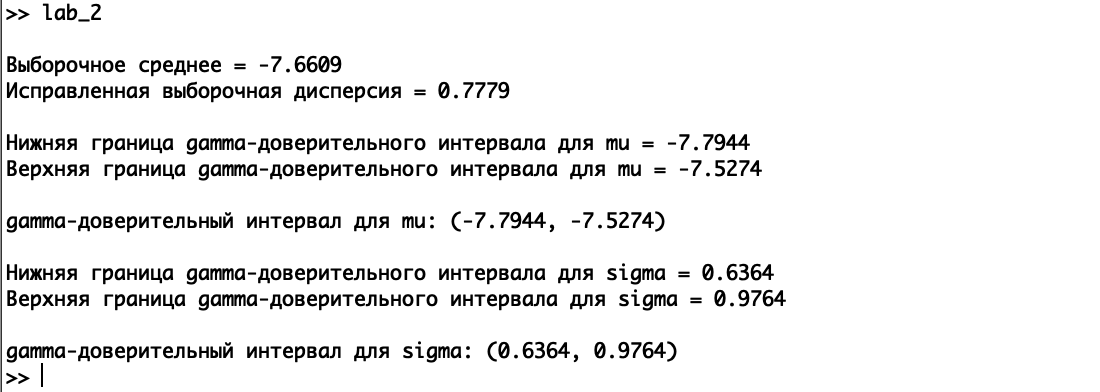 >> lab_2
Выборочное среднее = -7.6609
Исправленная выборочная дисперсия = 0.7779
Нижняя граница gamma-доверительного интервала для mu = -7.7944
Верхняя граница gamma-доверительного интервала для mu = -7.5274
gamma-доверительный интервал для mu: (-7.7944, -7.5274)
Нижняя граница gamma-доверительного интервала для sigma = 0.6364
Верхняя граница gamma-доверительного интервала для sigma = 0.9764
gamma-доверительный интервал для sigma: (0.6364, 0.9764)
>>